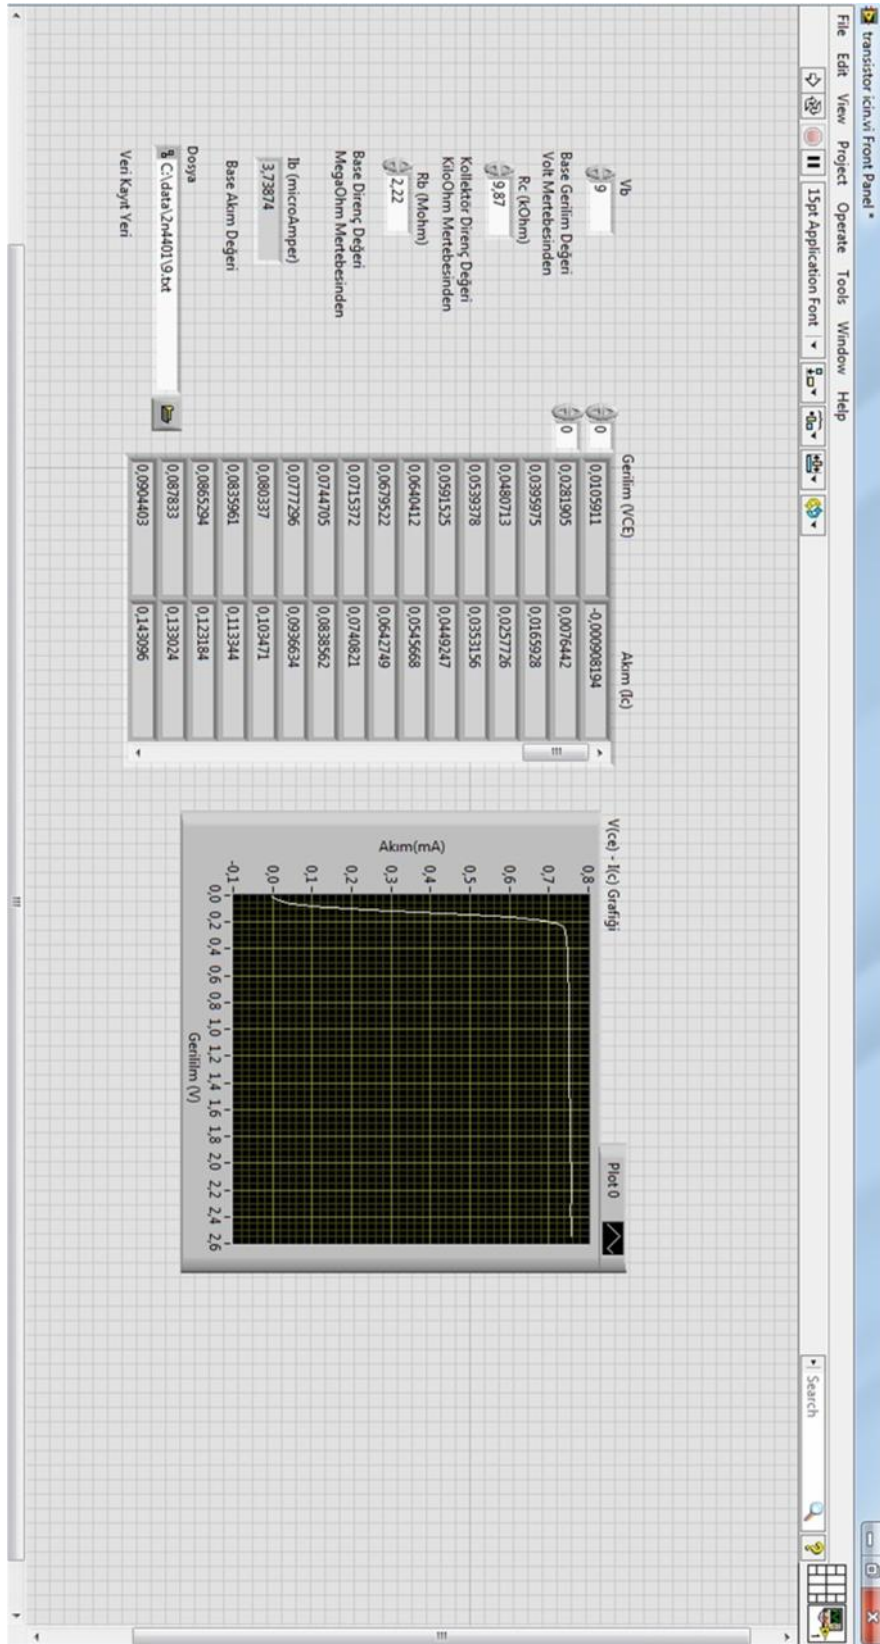 transistor icin.vi Front Panel *
File Edit View Project Operate Tools Window Help
15pt Application Font
Search
1
Vb
9
Base Gerilim Değeri
Volt Mertebesinden
Rc (kOhm)
9,87
Kollektör Direnç Değeri
KiloOhm Mertebesinden
Rb (Mohm)
2,22
Base Direnç Değeri
MegaOhm Mertebesinden
Ib (microAmper)
3,73874
Base Akım Değeri
Dosya
C:\data\2n4401\9.txt
Veri Kayıt Yeri
Gerilim (VCE) Akım (Ic)
0
0
0,0105911 -0,000908194
0,0281905 0,0076442
0,0395975 0,0165928
0,0480713 0,0257726
0,0539378 0,0353156
0,0591525 0,0449247
0,0640412 0,0545668
0,0679522 0,0642749
0,0715372 0,0740821
0,0744705 0,0838562
0,0777296 0,0936634
0,080337 0,103471
0,0835961 0,113344
0,0865294 0,123184
0,087833 0,133024
0,0904403 0,143096
V(ce) - I(c) Grafiği
Plot 0
Akım(mA)
0,8
0,7
0,6
0,5
0,4
0,3
0,2
0,1
0,0
-0,1
0,0 0,2 0,4 0,6 0,8 1,0 1,2 1,4 1,6 1,8 2,0 2,2 2,4 2,6
Gerililm (V)